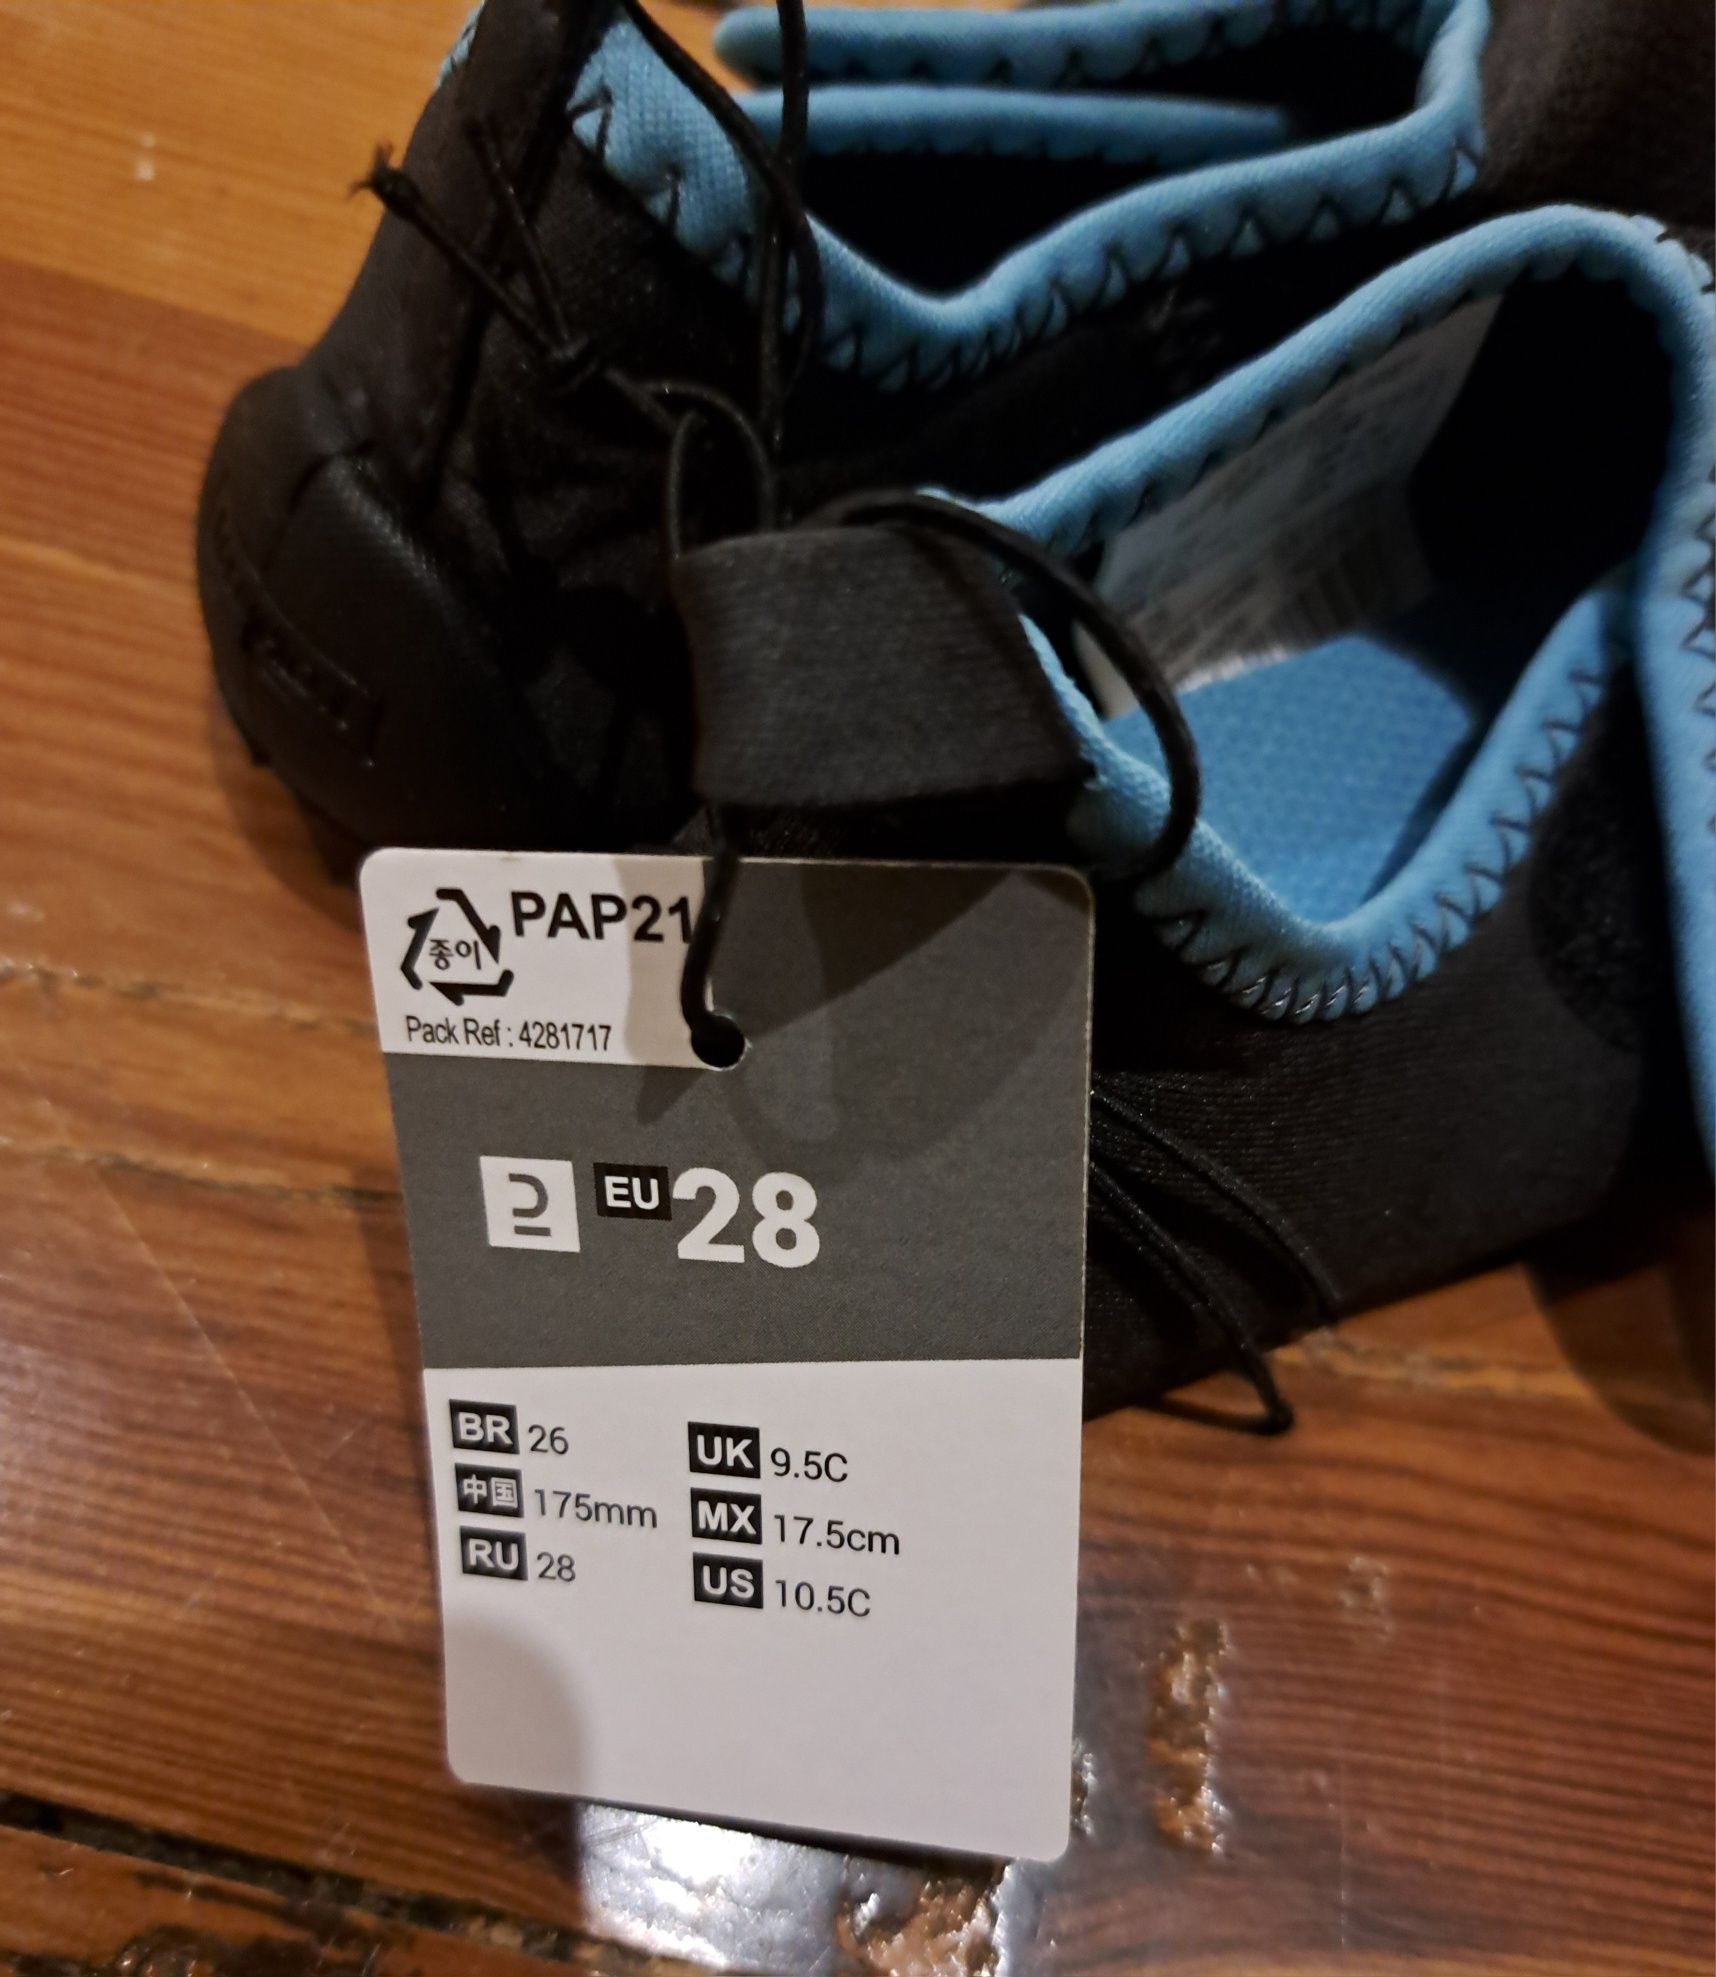 PAP21
종이
Pack Ref : 4281717
EU 28
BR 26
中国 175mm
RU 28
UK 9.5C
MX 17.5cm
US 10.5C